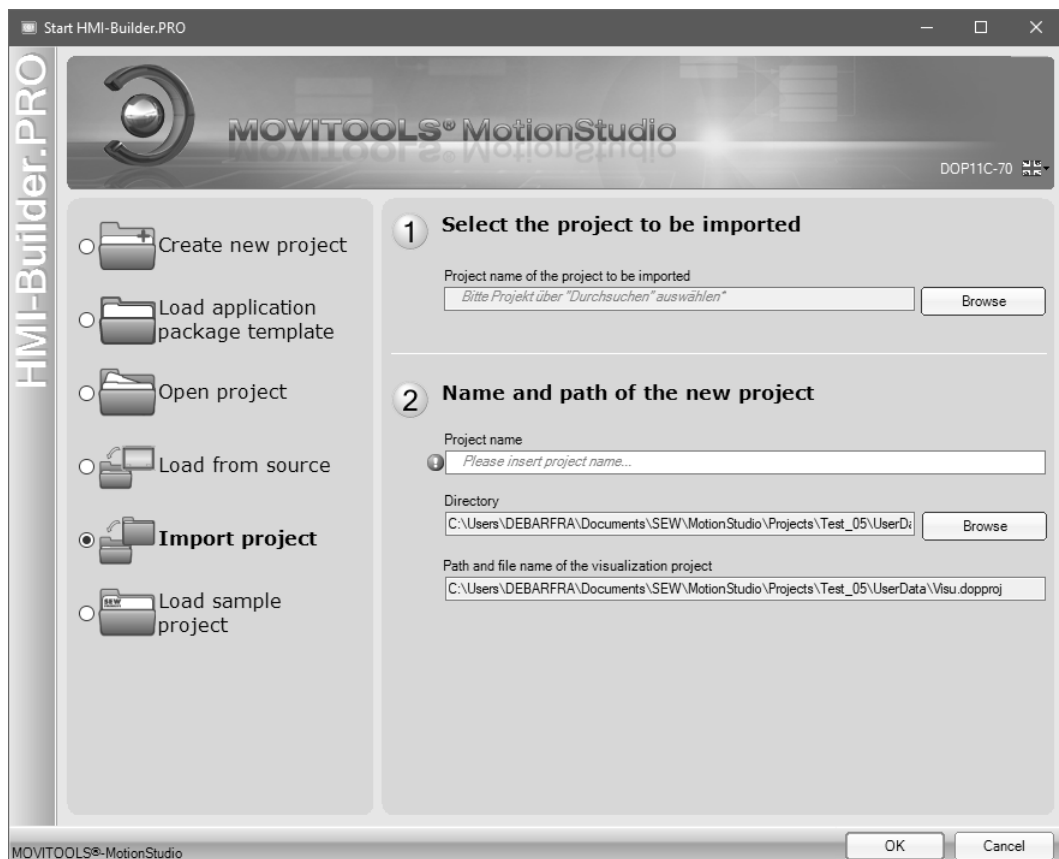 Start HMI-Builder.PRO
HMI-Builder.PRO
MOVITOOLS® MotionStudio
DOP11C-70
Create new project
Load application
package template
Open project
Load from source
Import project
SEW
Load sample
project
1
Select the project to be imported
Project name of the project to be imported
Bitte Projekt über "Durchsuchen" auswählen"
Browse
2
Name and path of the new project
Project name
Please insert project name...
Directory
C:\Users\DEBARFRA\Documents\SEW\MotionStudio\Projects\Test_05\UserDa
Browse
Path and file name of the visualization project
C:\Users\DEBARFRA\Documents\SEW\MotionStudio\Projects\Test_05\UserData\Visu.dopproj
MOVITOOLS®-MotionStudio
OK
Cancel